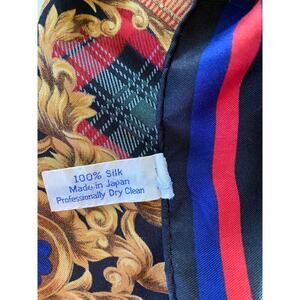 100% Silk
Made in Japan
Professionally Dry Clean